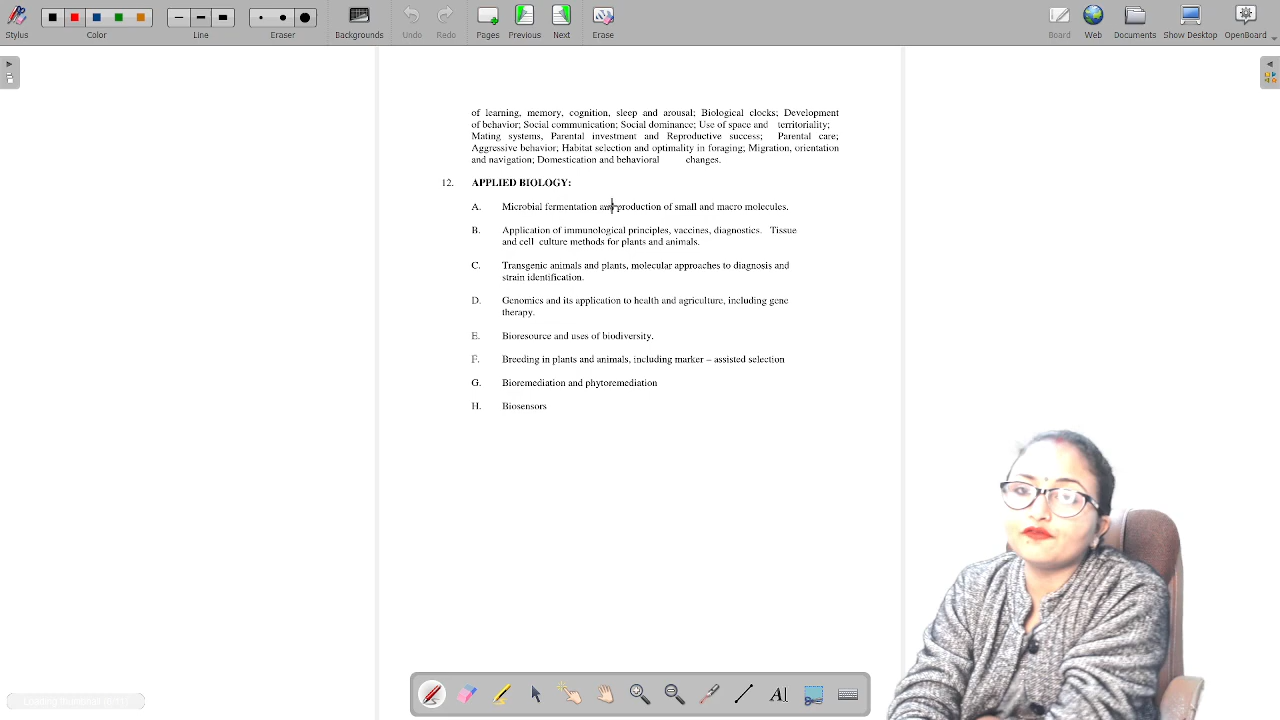 Stylus Color Line Eraser Backgrounds Undo Redo Pages Previous Next Erase Board Web Documents Show Desktop OpenBoard
of learning, memory, cognition, sleep and arousal; Biological clocks; Development
of behavior; Social communication; Social dominance; Use of space and territoriality;
Mating systems, Parental investment and Reproductive success; Parental care;
Aggressive behavior; Habitat selection and optimality in foraging; Migration, orientation
and navigation; Domestication and behavioral changes.
12. APPLIED BIOLOGY:
A. Microbial fermentation and production of small and macro molecules.
B. Application of immunological principles, vaccines, diagnostics. Tissue
and cell culture methods for plants and animals.
C. Transgenic animals and plants, molecular approaches to diagnosis and
strain identification.
D. Genomics and its application to health and agriculture, including gene
therapy.
E. Bioresource and uses of biodiversity.
F. Breeding in plants and animals, including marker – assisted selection
G. Bioremediation and phytoremediation
H. Biosensors
Loading thumbnails (0/11)
AI